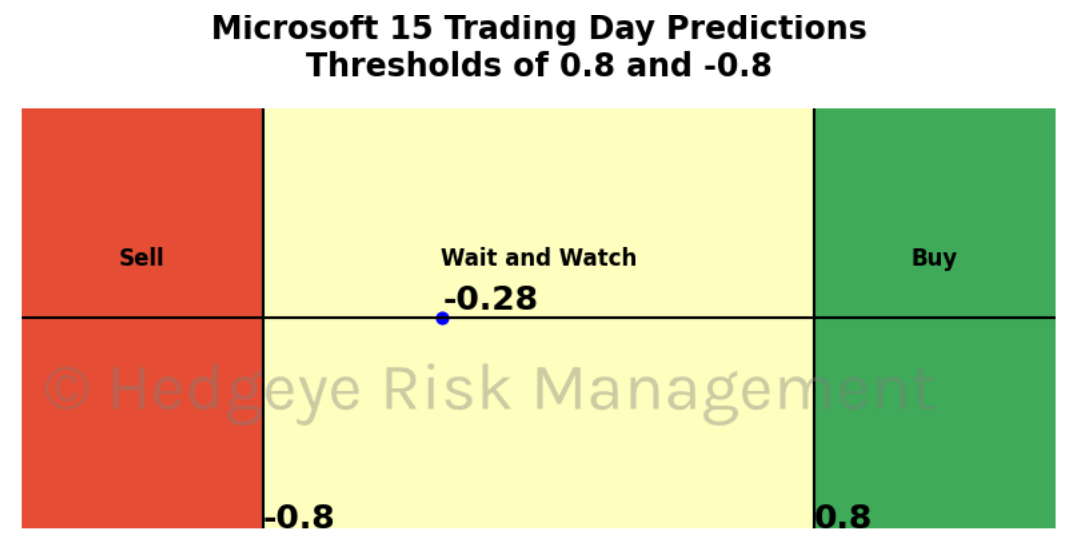 Microsoft 15 Trading Day Predictions
Thresholds of 0.8 and -0.8
Sell
Wait and Watch
Buy
-0.28
© Hedgeye Risk Management
-0.8
0.8